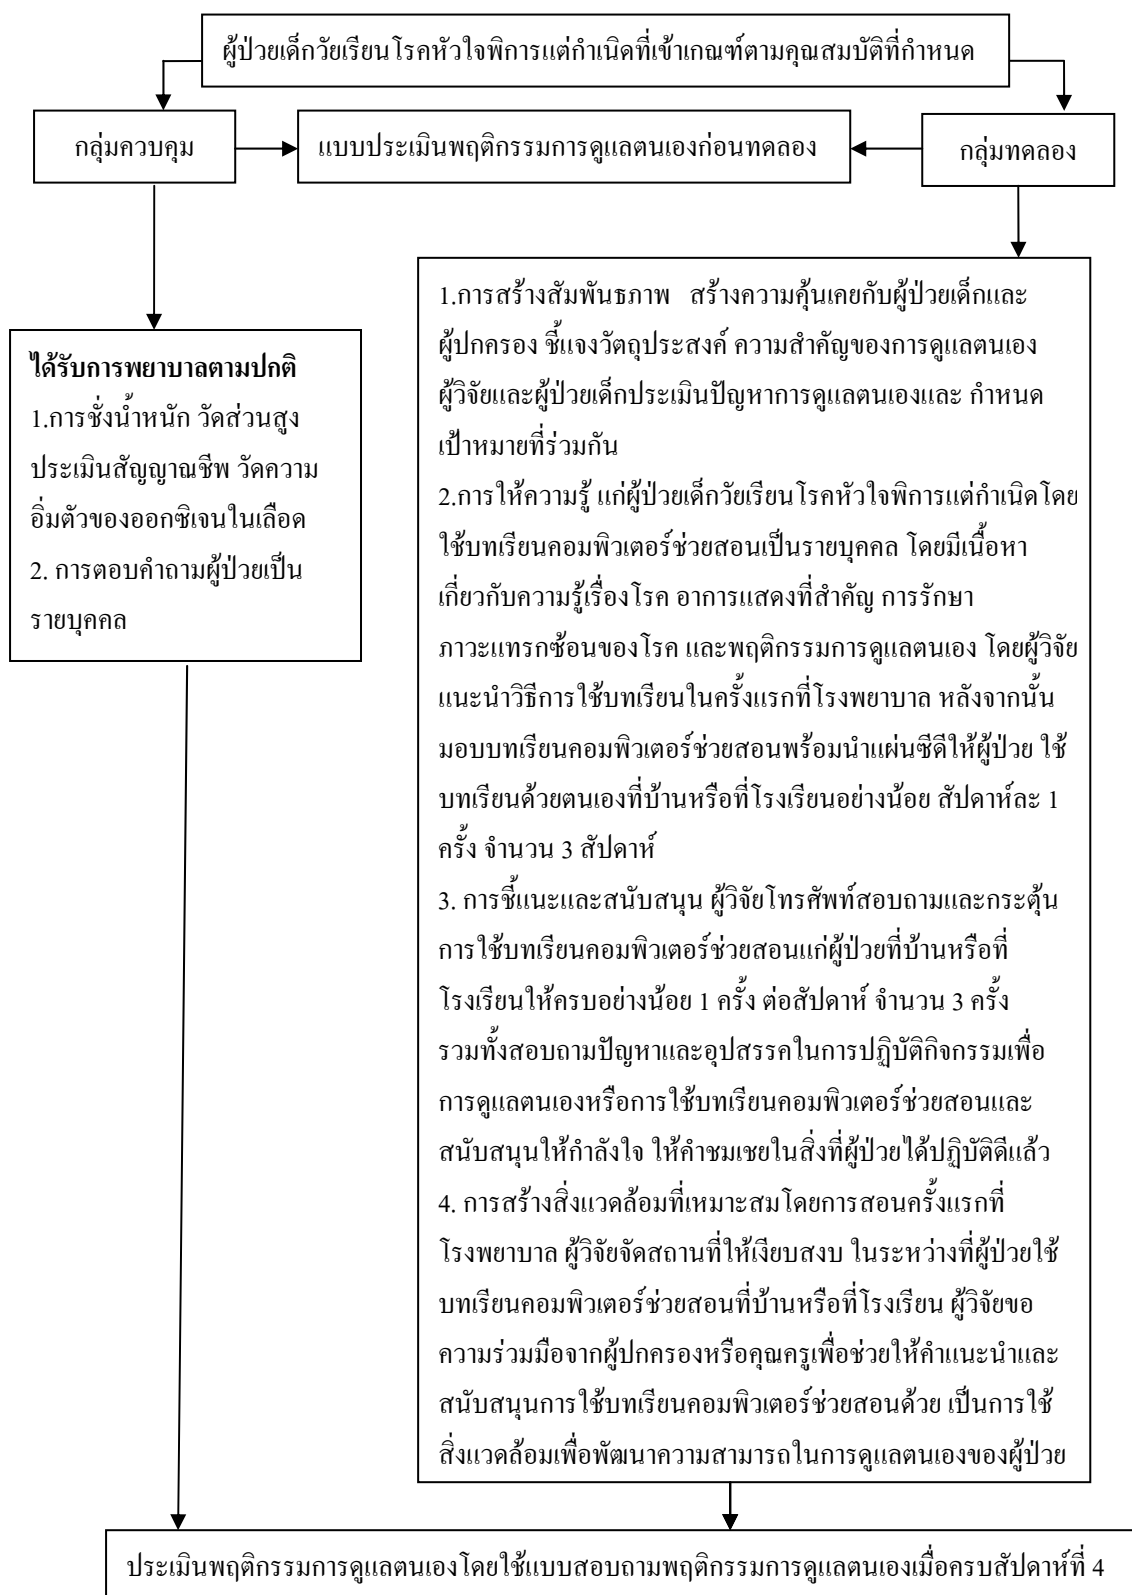 ผู้ป่วยเด็กวัยเรียนโรคหัวใจพิการแต่กำเนิดที่เข้าเกณฑ์ตามคุณสมบัติที่กำหนด
กลุ่มควบคุม
แบบประเมินพฤติกรรมการดูแลตนเองก่อนทดลอง
กลุ่มทดลอง
ได้รับการพยาบาลตามปกติ
1.การชั่งน้ำหนัก วัดส่วนสูง
ประเมินสัญญาณชีพ วัดความ
อิ่มตัวของออกซิเจนในเลือด
2. การตอบคำถามผู้ป่วยเป็น
รายบุคคล
1.การสร้างสัมพันธภาพ สร้างความคุ้นเคยกับผู้ป่วยเด็กและ
ผู้ปกครอง ชี้แจงวัตถุประสงค์ ความสำคัญของการดูแลตนเอง
ผู้วิจัยและผู้ป่วยเด็กประเมินปัญหาการดูแลตนเองและ กำหนด
เป้าหมายที่ร่วมกัน
2.การให้ความรู้ แก่ผู้ป่วยเด็กวัยเรียนโรคหัวใจพิการแต่กำเนิดโดย
ใช้บทเรียนคอมพิวเตอร์ช่วยสอนเป็นรายบุคคล โดยมีเนื้อหา
เกี่ยวกับความรู้เรื่องโรค อาการแสดงที่สำคัญ การรักษา
ภาวะแทรกซ้อนของโรค และพฤติกรรมการดูแลตนเอง โดยผู้วิจัย
แนะนำวิธีการใช้บทเรียนในครั้งแรกที่โรงพยาบาล หลังจากนั้น
มอบบทเรียนคอมพิวเตอร์ช่วยสอนพร้อมนำแผ่นซีดีให้ผู้ป่วย ใช้
บทเรียนด้วยตนเองที่บ้านหรือที่โรงเรียนอย่างน้อย สัปดาห์ละ 1
ครั้ง จำนวน 3 สัปดาห์
3. การชี้แนะและสนับสนุน ผู้วิจัยโทรศัพท์สอบถามและกระตุ้น
การใช้บทเรียนคอมพิวเตอร์ช่วยสอนแก่ผู้ป่วยที่บ้านหรือที่
โรงเรียนให้ครบอย่างน้อย 1 ครั้ง ต่อสัปดาห์ จำนวน 3 ครั้ง
รวมทั้งสอบถามปัญหาและอุปสรรคในการปฏิบัติกิจกรรมเพื่อ
การดูแลตนเองหรือการใช้บทเรียนคอมพิวเตอร์ช่วยสอนและ
สนับสนุนให้กำลังใจ ให้คำชมเชยในสิ่งที่ผู้ป่วยได้ปฏิบัติดีแล้ว
4. การสร้างสิ่งแวดล้อมที่เหมาะสมโดยการสอนครั้งแรกที่
โรงพยาบาล ผู้วิจัยจัดสถานที่ให้เงียบสงบ ในระหว่างที่ผู้ป่วยใช้
บทเรียนคอมพิวเตอร์ช่วยสอนที่บ้านหรือที่โรงเรียน ผู้วิจัยขอ
ความร่วมมือจากผู้ปกครองหรือคุณครูเพื่อช่วยให้คำแนะนำและ
สนับสนุนการใช้บทเรียนคอมพิวเตอร์ช่วยสอนด้วย เป็นการใช้
สิ่งแวดล้อมเพื่อพัฒนาความสามารถในการดูแลตนเองของผู้ป่วย
ประเมินพฤติกรรมการดูแลตนเองโดยใช้แบบสอบถามพฤติกรรมการดูแลตนเองเมื่อครบสัปดาห์ที่ 4